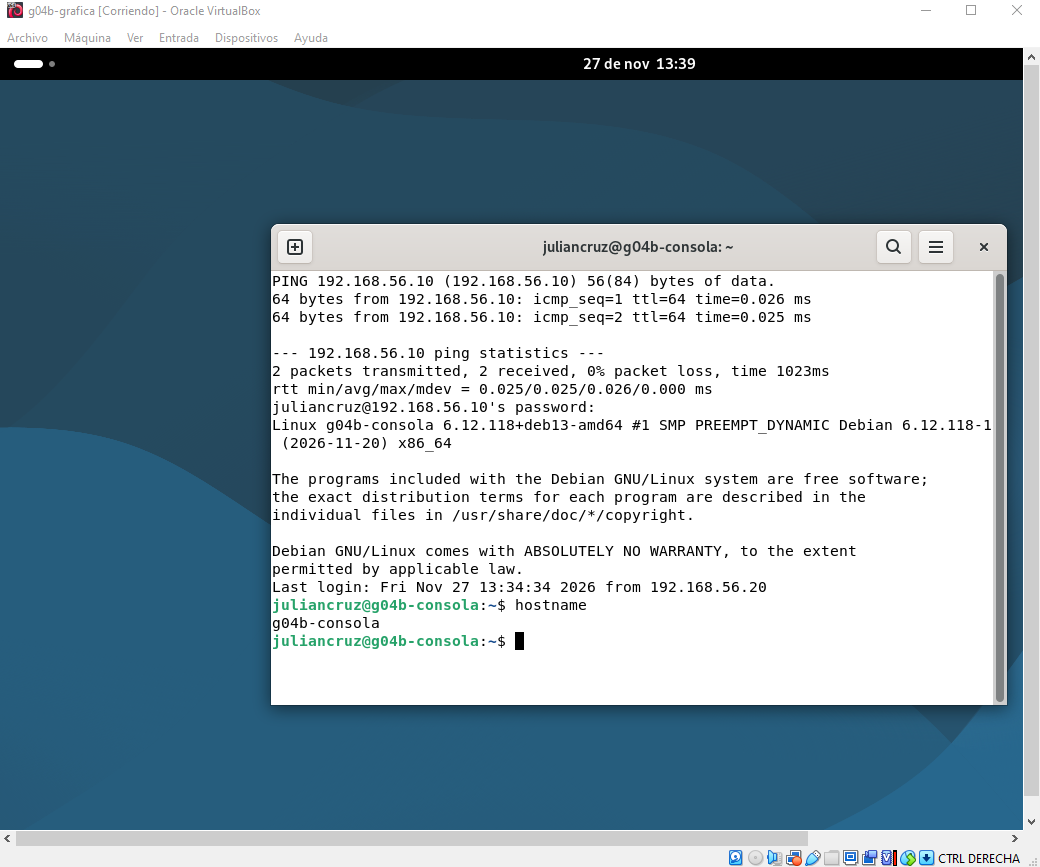 g04b-grafica [Corriendo] - Oracle VirtualBox
Archivo Máquina Ver Entrada Dispositivos Ayuda
27 de nov 13:39
juliancruz@g04b-consola: ~
PING 192.168.56.10 (192.168.56.10) 56(84) bytes of data.
64 bytes from 192.168.56.10: icmp_seq=1 ttl=64 time=0.026 ms
64 bytes from 192.168.56.10: icmp_seq=2 ttl=64 time=0.025 ms
--- 192.168.56.10 ping statistics ---
2 packets transmitted, 2 received, 0% packet loss, time 1023ms
rtt min/avg/max/mdev = 0.025/0.025/0.026/0.000 ms
juliancruz@192.168.56.10's password:
Linux g04b-consola 6.12.118+deb13-amd64 #1 SMP PREEMPT_DYNAMIC Debian 6.12.118-1
(2026-11-20) x86_64
The programs included with the Debian GNU/Linux system are free software;
the exact distribution terms for each program are described in the
individual files in /usr/share/doc/*/copyright.
Debian GNU/Linux comes with ABSOLUTELY NO WARRANTY, to the extent
permitted by applicable law.
Last login: Fri Nov 27 13:34:34 2026 from 192.168.56.20
juliancruz@g04b-consola:~$ hostname
g04b-consola
juliancruz@g04b-consola:~$
CTRL DERECHA